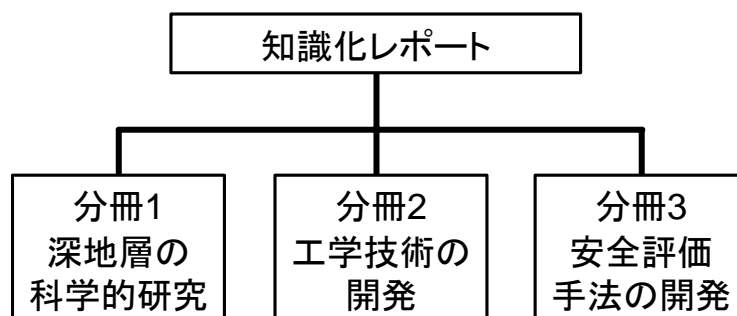 知識化レポート
分冊1
深地層の
科学的研究
分冊2
工学技術の
開発
分冊3
安全評価
手法の開発